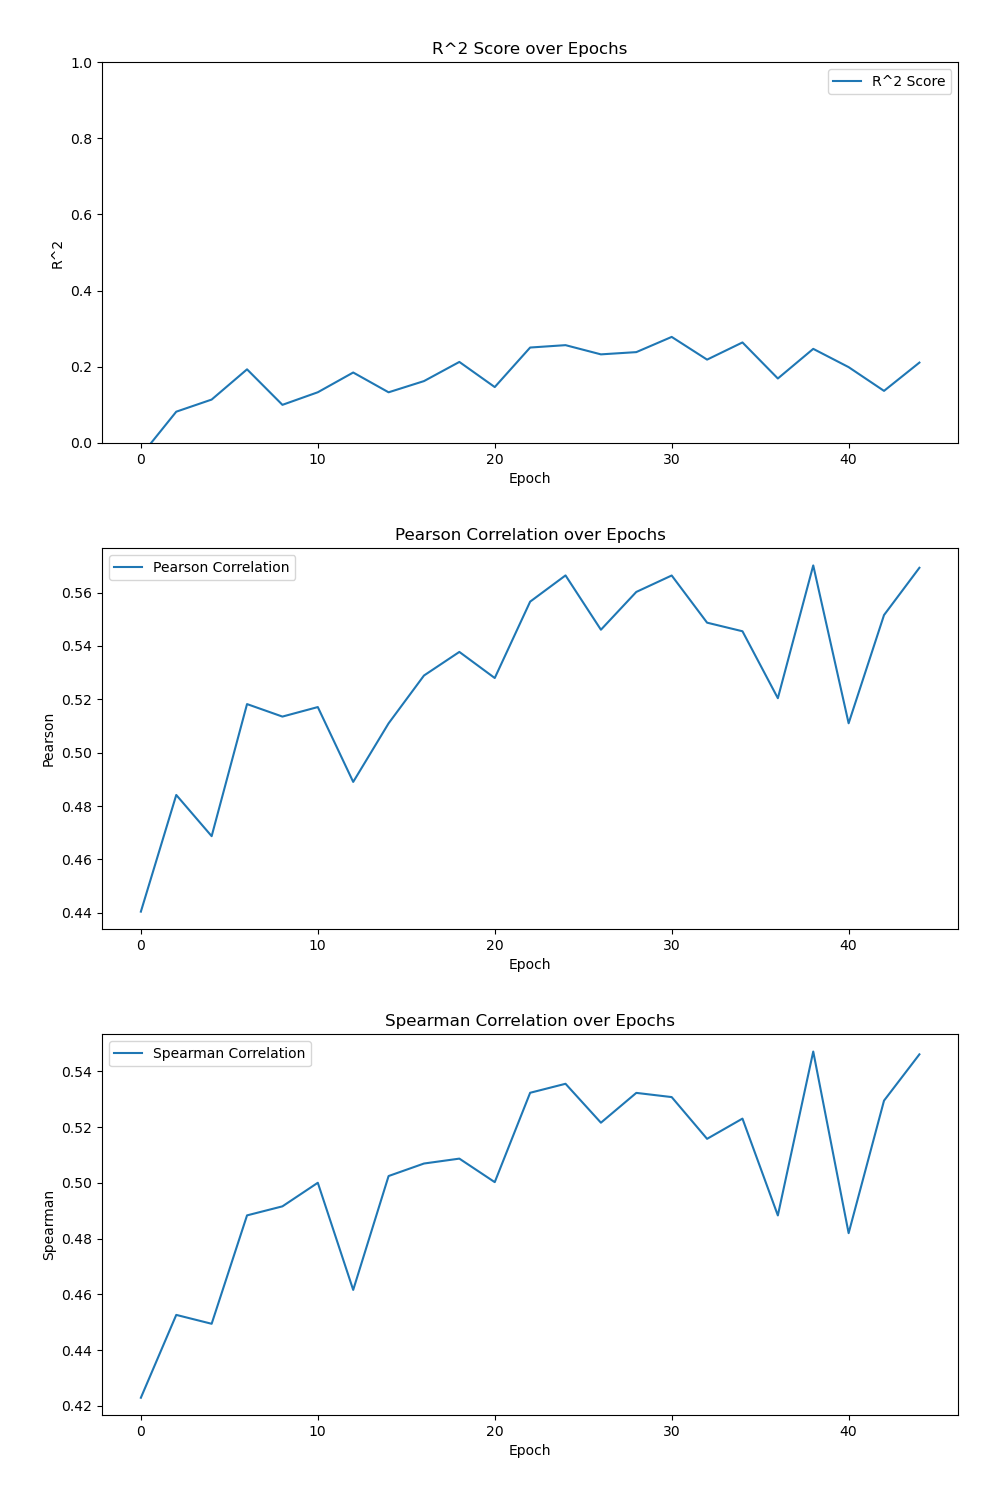 R^2 Score over Epochs
1.0
R^2 Score
0.8
0.6
R^2
0.4
0.2
0.0
0 10 20 30 40
Epoch
Pearson Correlation over Epochs
Pearson Correlation
0.56
0.54
0.52
Pearson
0.50
0.48
0.46
0.44
0 10 20 30 40
Epoch
Spearman Correlation over Epochs
Spearman Correlation
0.54
0.52
0.50
Spearman
0.48
0.46
0.44
0.42
0 10 20 30 40
Epoch